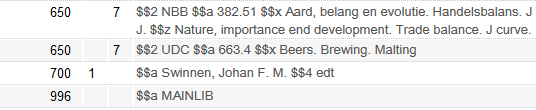 650 7 $$2 NBB $$a 382.51 $$x Aard, belang en evolutie. Handelsbalans. J
J. $$z Nature, importance end development. Trade balance. J curve.
650 7 $$2 UDC $$a 663.4 $$x Beers. Brewing. Malting
700 1 $$a Swinnen, Johan F. M. $$4 edt
996 $$a MAINLIB